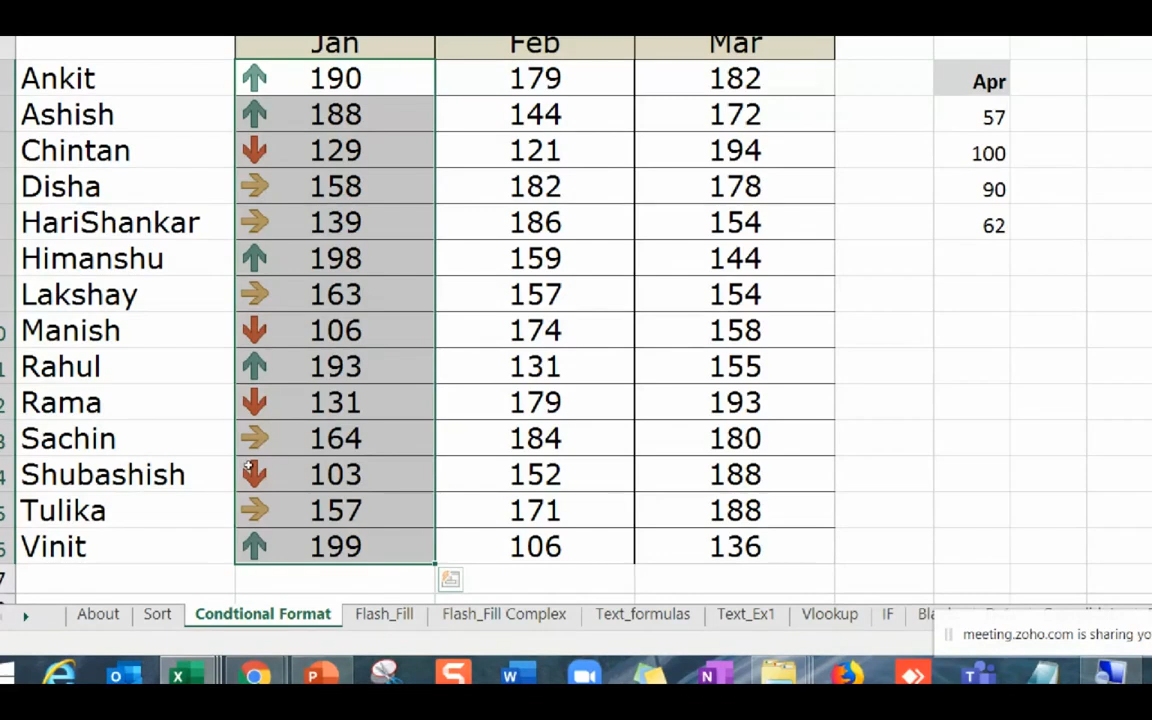 Jan Feb Mar
Ankit 190 179 182 Apr
Ashish 188 144 172 57
Chintan 129 121 194 100
Disha 158 182 178 90
HariShankar 139 186 154 62
Himanshu 198 159 144
Lakshay 163 157 154
Manish 106 174 158
Rahul 193 131 155
Rama 131 179 193
Sachin 164 184 180
Shubashish 103 152 188
Tulika 157 171 188
Vinit 199 106 136
About Sort Condtional Format Flash_Fill Flash_Fill Complex Text_formulas Text_Ex1 Vlookup IF
meeting.zoho.com is sharing yo